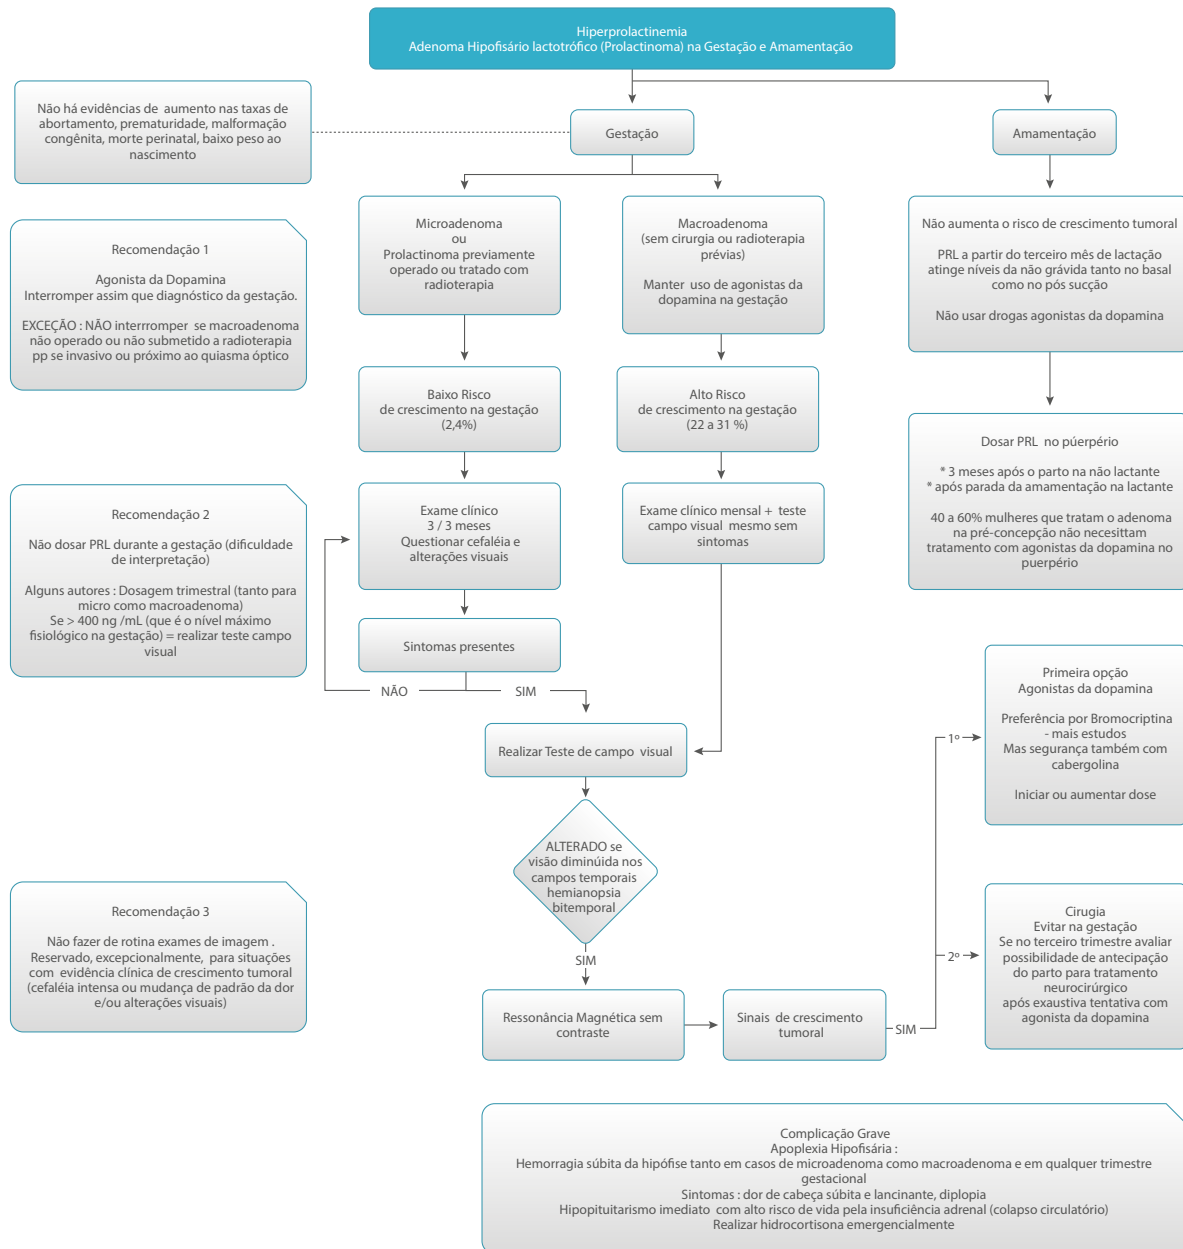 Hiperprolactinemia
Adenoma Hipofisário lactotrófico (Prolactinoma) na Gestação e Amamentação
Não há evidências de aumento nas taxas de
abortamento, prematuridade, malformação
congênita, morte perinatal, baixo peso ao
nascimento
Gestação
Amamentação
Recomendação 1
Agonista da Dopamina
Interromper assim que diagnóstico da gestação.
EXCEÇÃO : NÃO interrromper se macroadenoma
não operado ou não submetido a radioterapia
pp se invasivo ou próximo ao quiasma óptico
Microadenoma
ou
Prolactinoma previamente
operado ou tratado com
radioterapia
Macroadenoma
(sem cirurgia ou radioterapia
prévias)
Manter uso de agonistas da
dopamina na gestação
Não aumenta o risco de crescimento tumoral
PRL a partir do terceiro mês de lactação
atinge níveis da não grávida tanto no basal
como no pós sucção
Não usar drogas agonistas da dopamina
Baixo Risco
de crescimento na gestação
(2,4%)
Alto Risco
de crescimento na gestação
(22 a 31 %)
Dosar PRL no púerpério
* 3 meses após o parto na não lactante
* após parada da amamentação na lactante
40 a 60% mulheres que tratam o adenoma
na pré-concepção não necessittam
tratamento com agonistas da dopamina no
puerpério
Recomendação 2
Não dosar PRL durante a gestação (dificuldade
de interpretação)
Alguns autores : Dosagem trimestral (tanto para
micro como macroadenoma)
Se > 400 ng /mL (que é o nível máximo
fisiológico na gestação) = realizar teste campo
visual
Exame clínico
3 / 3 meses
Questionar cefaléia e
alterações visuais
Exame clínico mensal + teste
campo visual mesmo sem
sintomas
Sintomas presentes
NÃO
SIM
Realizar Teste de campo visual
ALTERADO se
visão diminúida nos
campos temporais
hemianopsia
bitemporal
SIM
Primeira opção
Agonistas da dopamina
Preferência por Bromocriptina
- mais estudos
Mas segurança também com
cabergolina
Iniciar ou aumentar dose
1º
Recomendação 3
Não fazer de rotina exames de imagem .
Reservado, excepcionalmente, para situações
com evidência clínica de crescimento tumoral
(cefaléia intensa ou mudança de padrão da dor
e/ou alterações visuais)
Cirugia
Evitar na gestação
Se no terceiro trimestre avaliar
possibilidade de antecipação
do parto para tratamento
neurocirúrgico
após exaustiva tentativa com
agonista da dopamina
2º
Ressonância Magnética sem
contraste
Sinais de crescimento
tumoral
SIM
Complicação Grave
Apoplexia Hipofisária :
Hemorragia súbita da hipófise tanto em casos de microadenoma como macroadenoma e em qualquer trimestre
gestacional
Sintomas : dor de cabeça súbita e lancinante, diplopia
Hipopituitarismo imediato com alto risco de vida pela insuficiência adrenal (colapso circulatório)
Realizar hidrocortisona emergencialmente